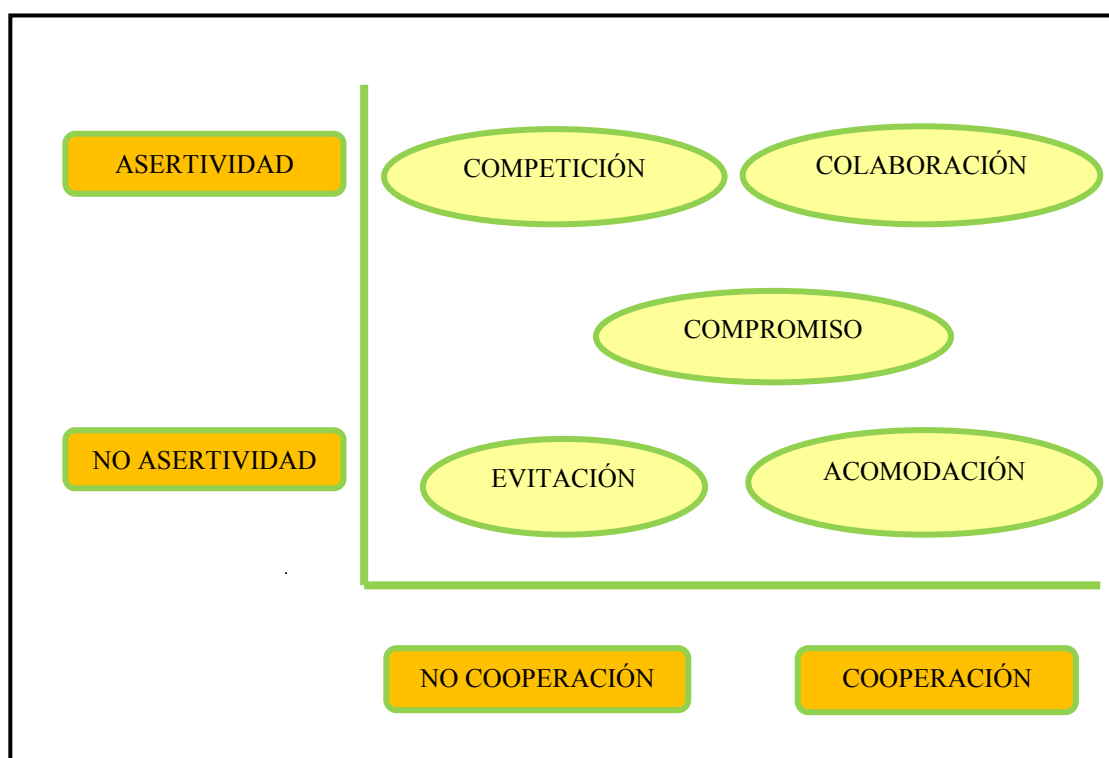 ASERTIVIDAD
COMPETICIÓN
COLABORACIÓN
COMPROMISO
NO ASERTIVIDAD
EVITACIÓN
ACOMODACIÓN
.
NO COOPERACIÓN
COOPERACIÓN